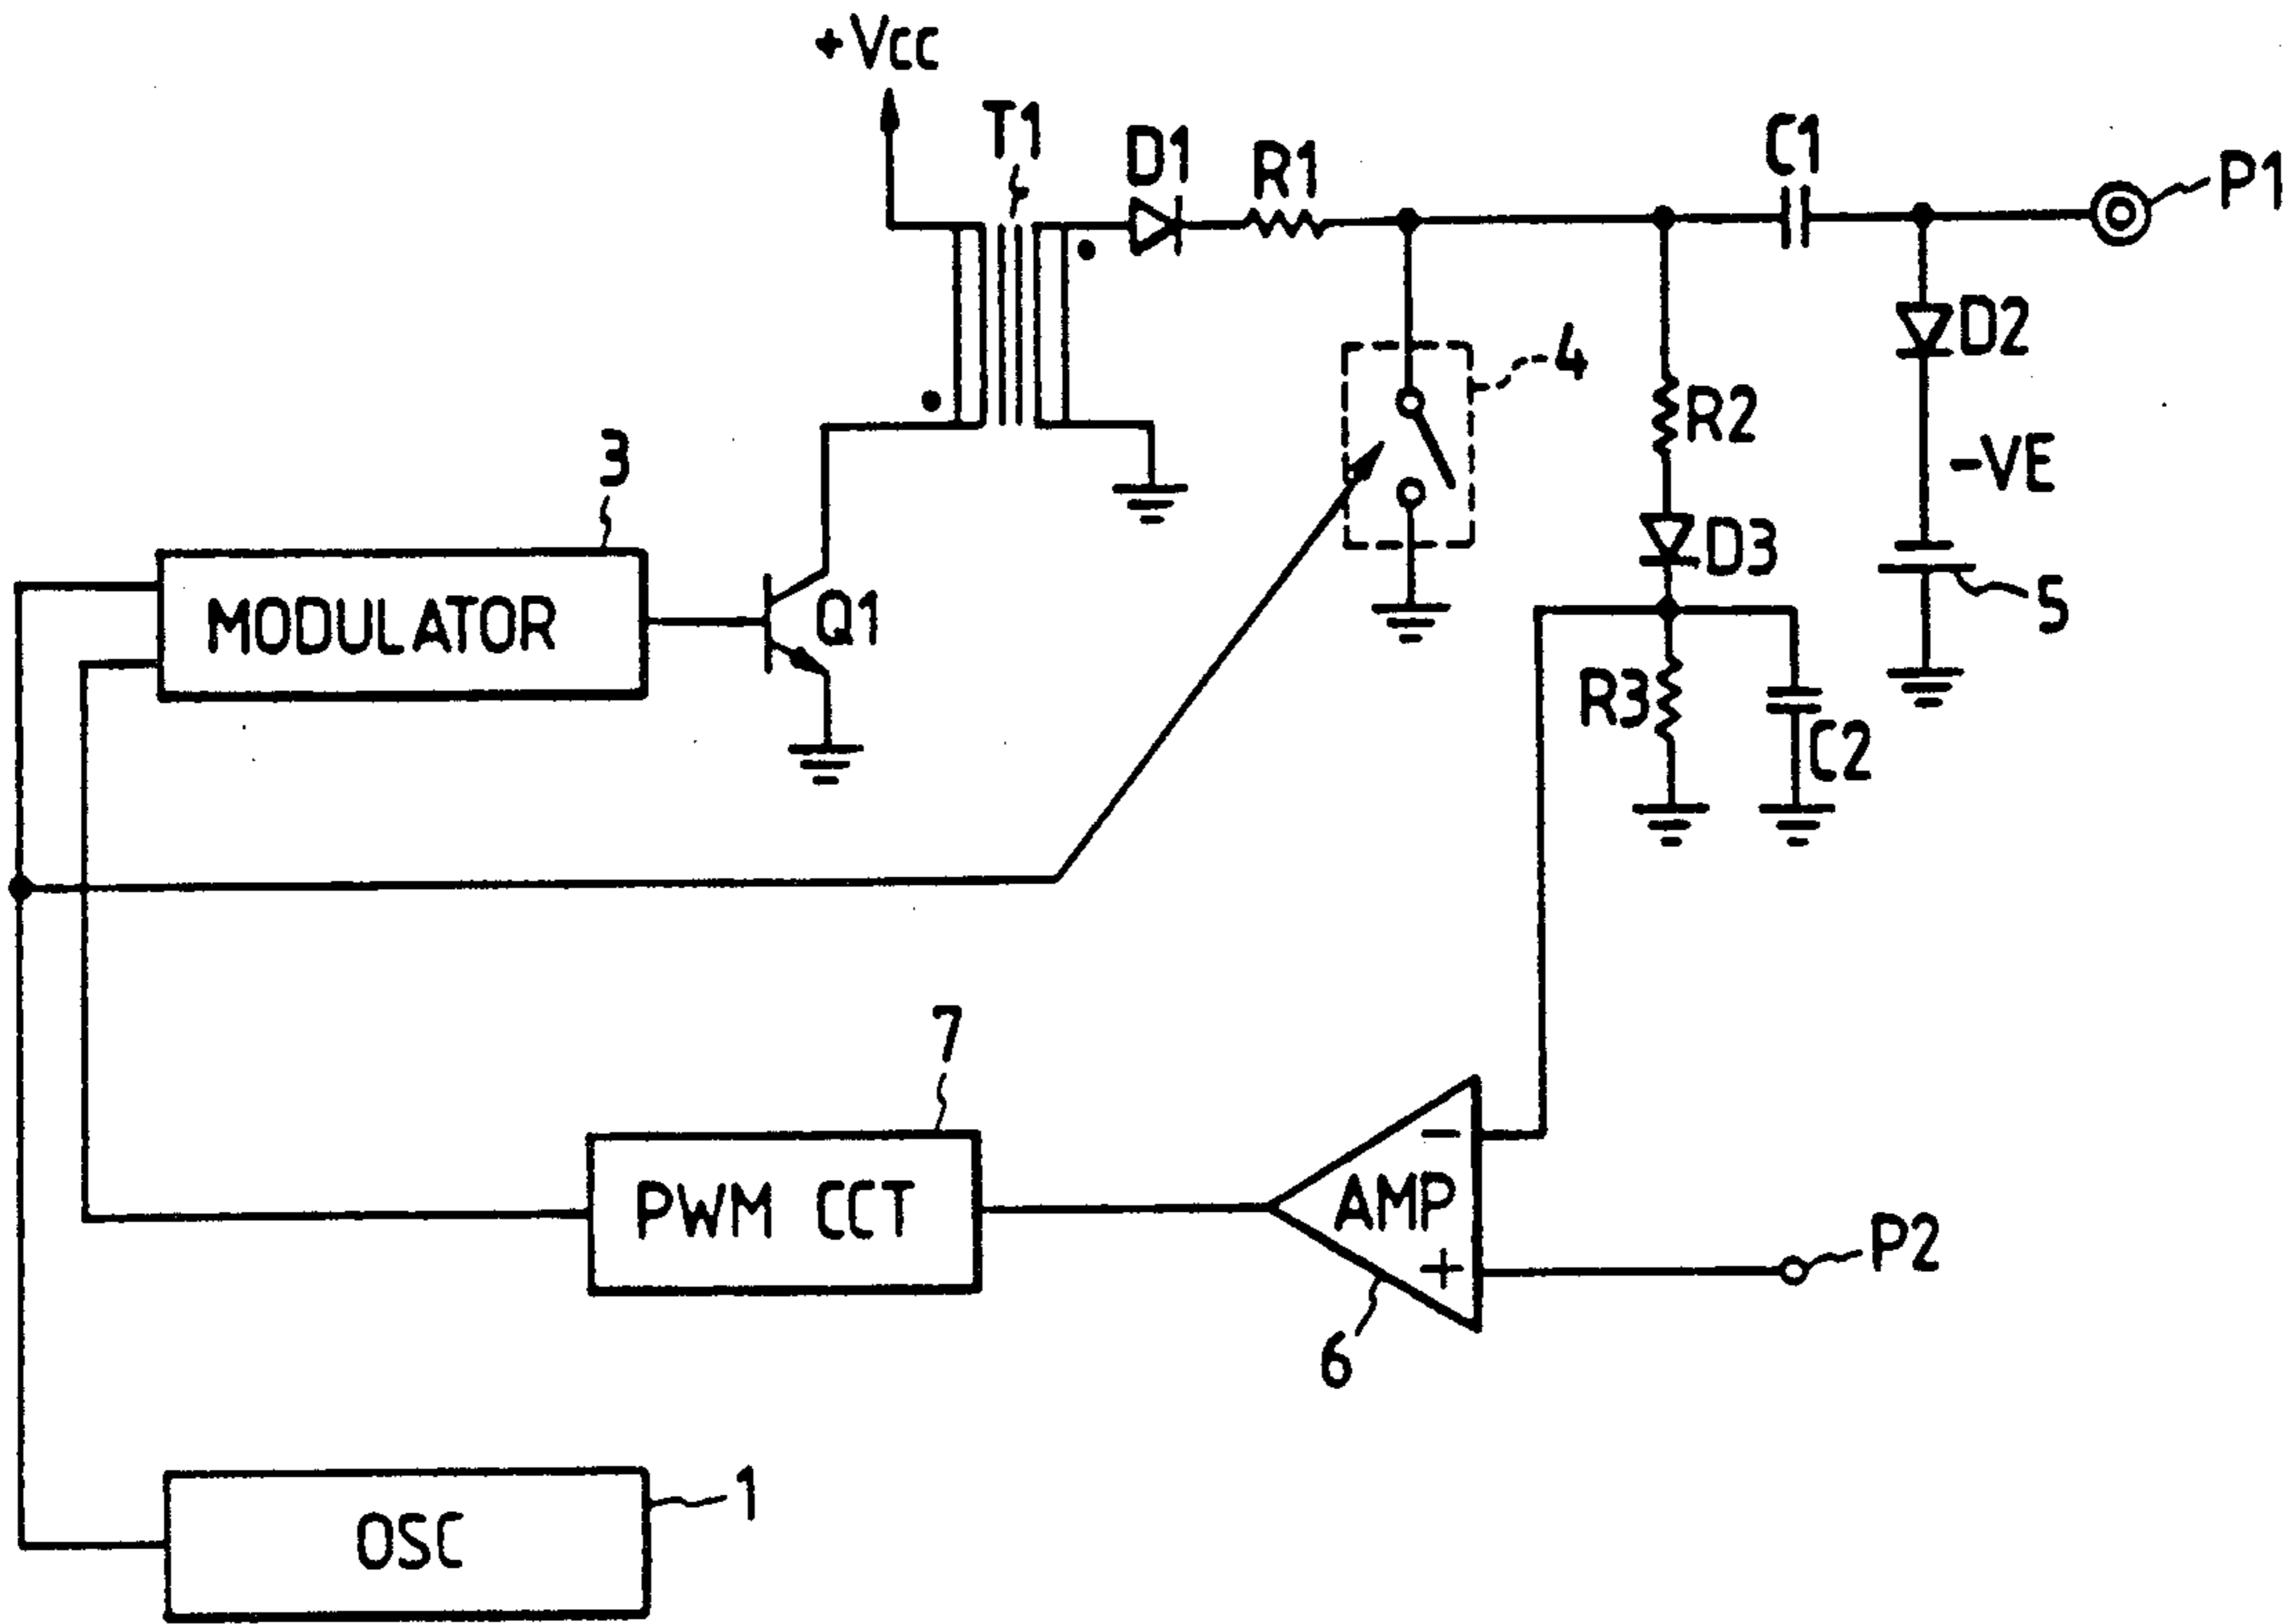 +VCC
T1
D1
R1
C1
P1
4
D2
R2
-VE
3
D3
5
MODULATOR
Q1
R3
C2
7
PWM CCT
-
AMP
+
P2
6
1
OSC